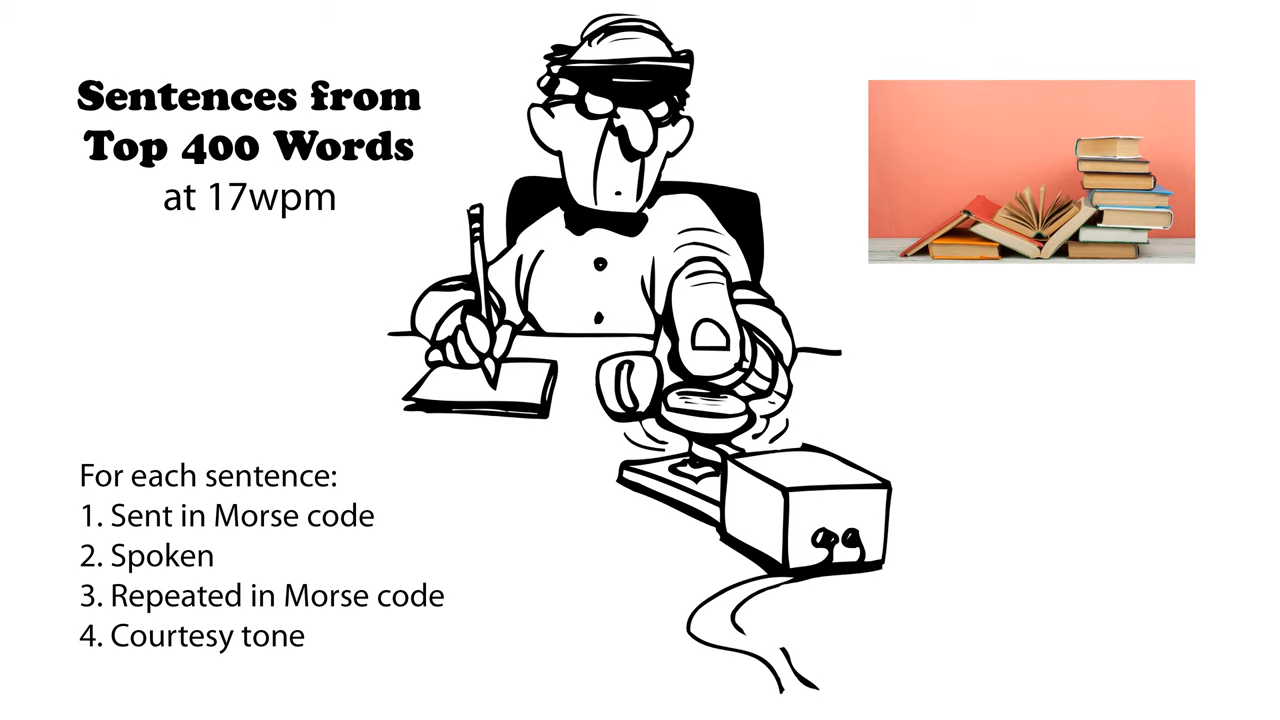 Sentences from
Top 400 Words
at 17wpm
For each sentence:
1. Sent in Morse code
2. Spoken
3. Repeated in Morse code
4. Courtesy tone